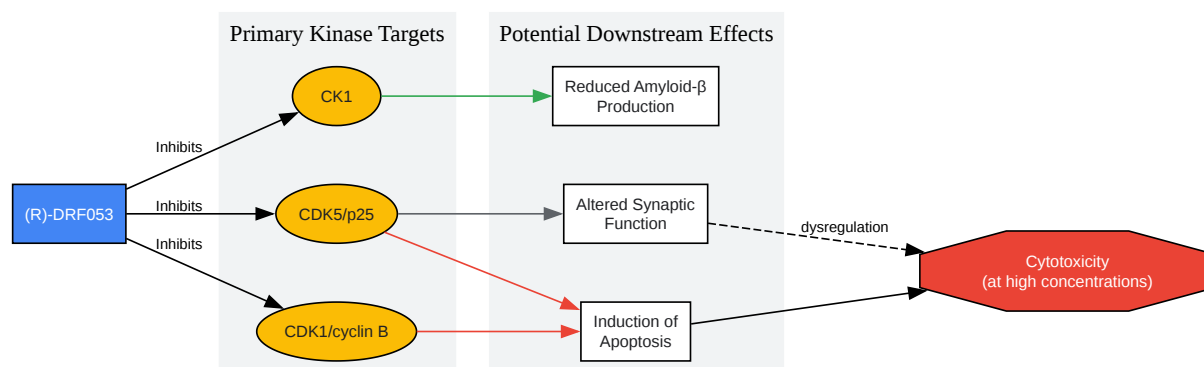 Primary Kinase Targets
Potential Downstream Effects
CK1
Reduced Amyloid-β
Production
Inhibits
(R)-DRF053
Inhibits
CDK5/p25
Altered Synaptic
Function
dysregulation
Inhibits
Cytotoxicity
(at high concentrations)
CDK1/cyclin B
Induction of
Apoptosis